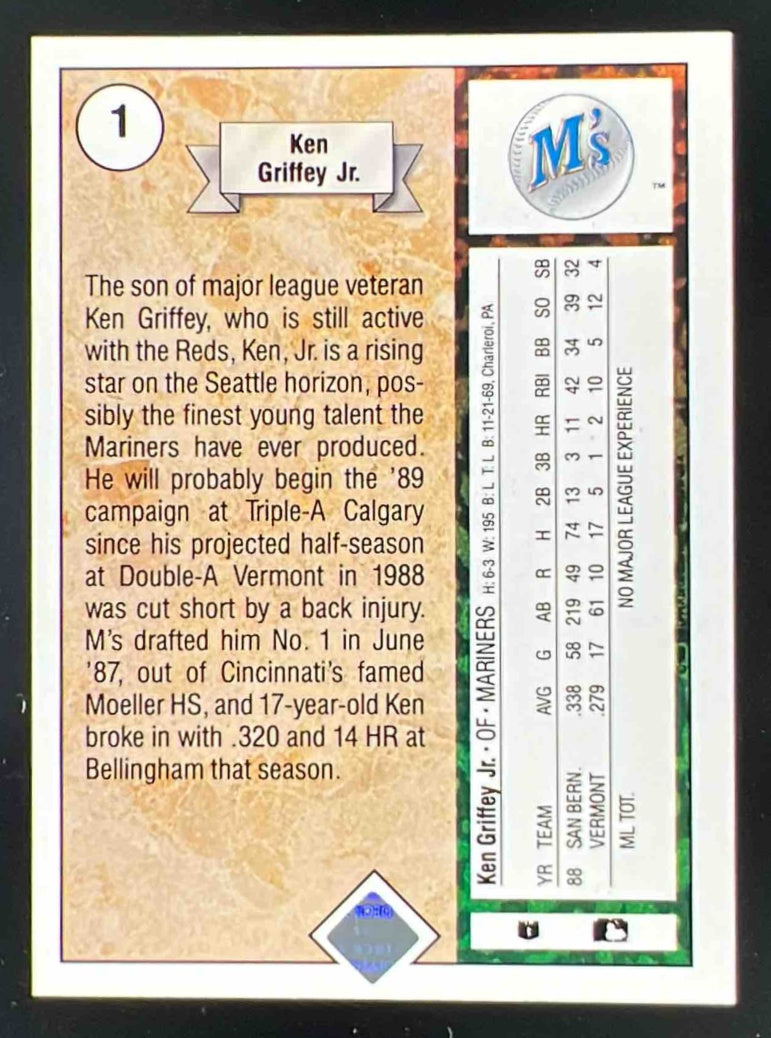 1
Ken
Griffey Jr.
The son of major league veteran
Ken Griffey, who is still active
with the Reds, Ken, Jr. is a rising
star on the Seattle horizon, pos-
sibly the finest young talent the
Mariners have ever produced.
He will probably begin the '89
campaign at Triple-A Calgary
since his projected half-season
at Double-A Vermont in 1988
was cut short by a back injury.
M's drafted him No. 1 in June
'87, out of Cincinnati's famed
Moeller HS, and 17-year-old Ken
broke in with .320 and 14 HR at
Bellingham that season.
M's
TM
Ken Griffey Jr. • OF • MARINERS H: 6-3 W: 195 B: L T: L B: 11-21-69, Charleroi, PA
YR TEAM AVG G AB R H 2B 3B HR RBI BB SO SB
88 SAN BERN. .338 58 219 49 74 13 3 11 42 34 39 32
VERMONT .279 17 61 10 17 5 1 2 10 5 12 4
ML TOT. NO MAJOR LEAGUE EXPERIENCE